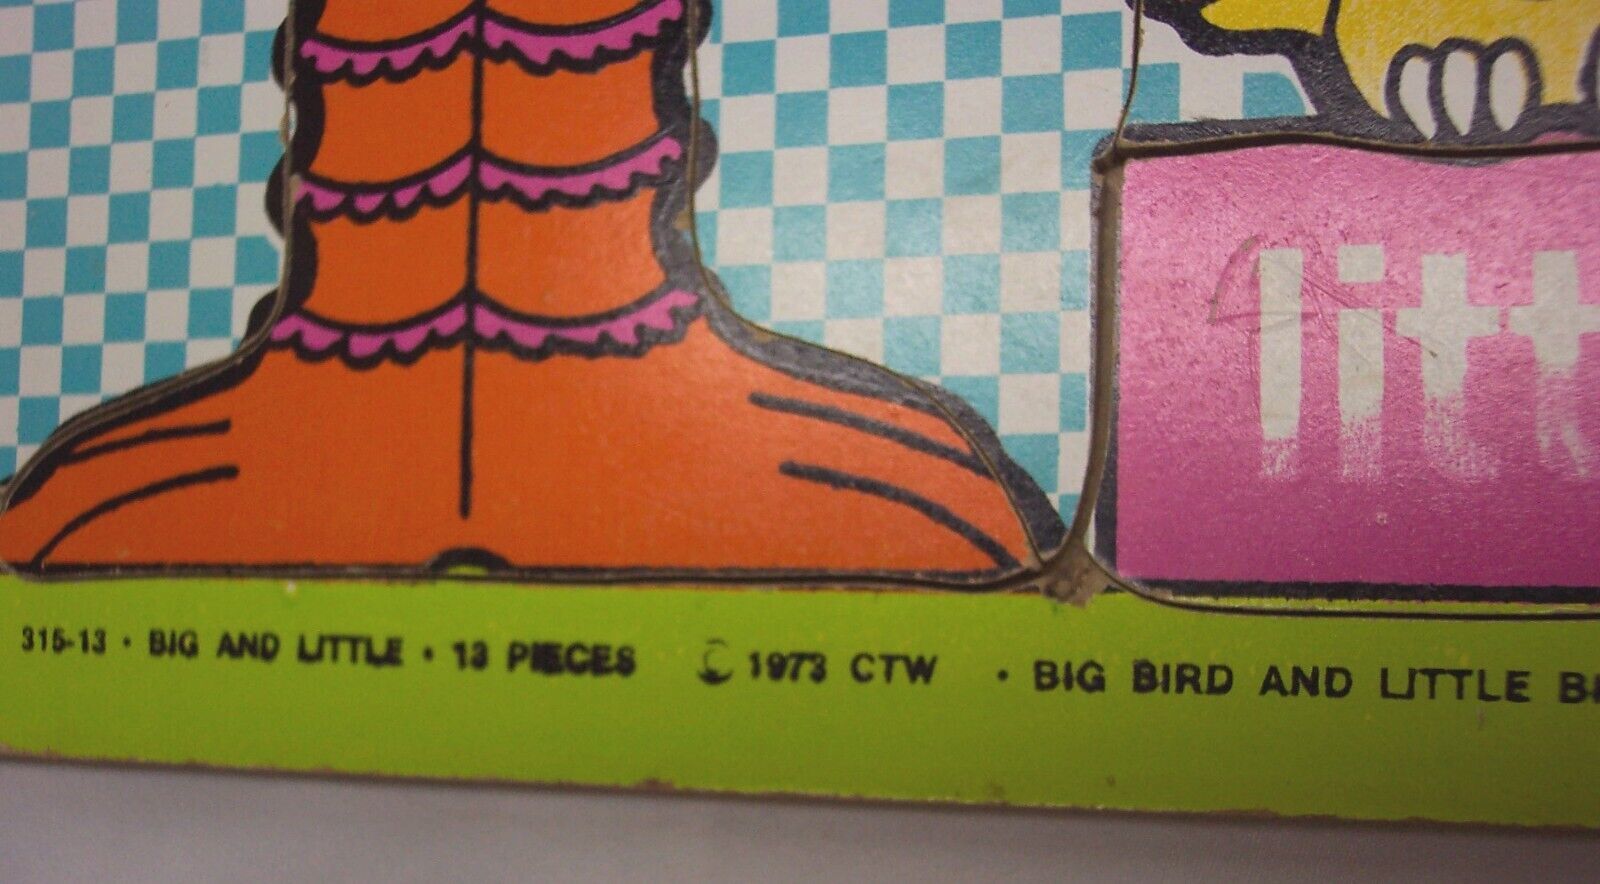 litt
315-13 • BIG AND LITTLE • 13 PIECES © 1973 CTW • BIG BIRD AND LITTLE